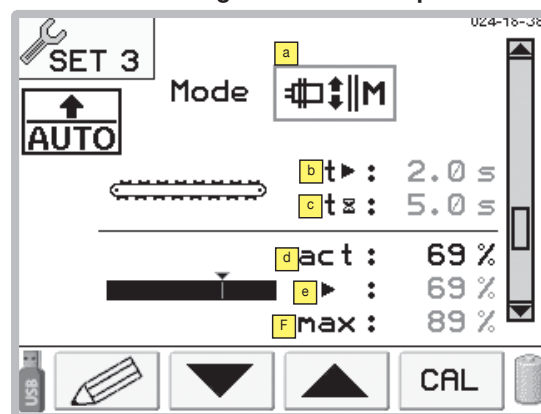 024-16-38
SET 3
a
Mode
M
AUTO
b t▶ : 2.0 s
c t⧖ : 5.0 s
d act : 69 %
e ▶ : 69 %
F max : 89 %
USB
CAL